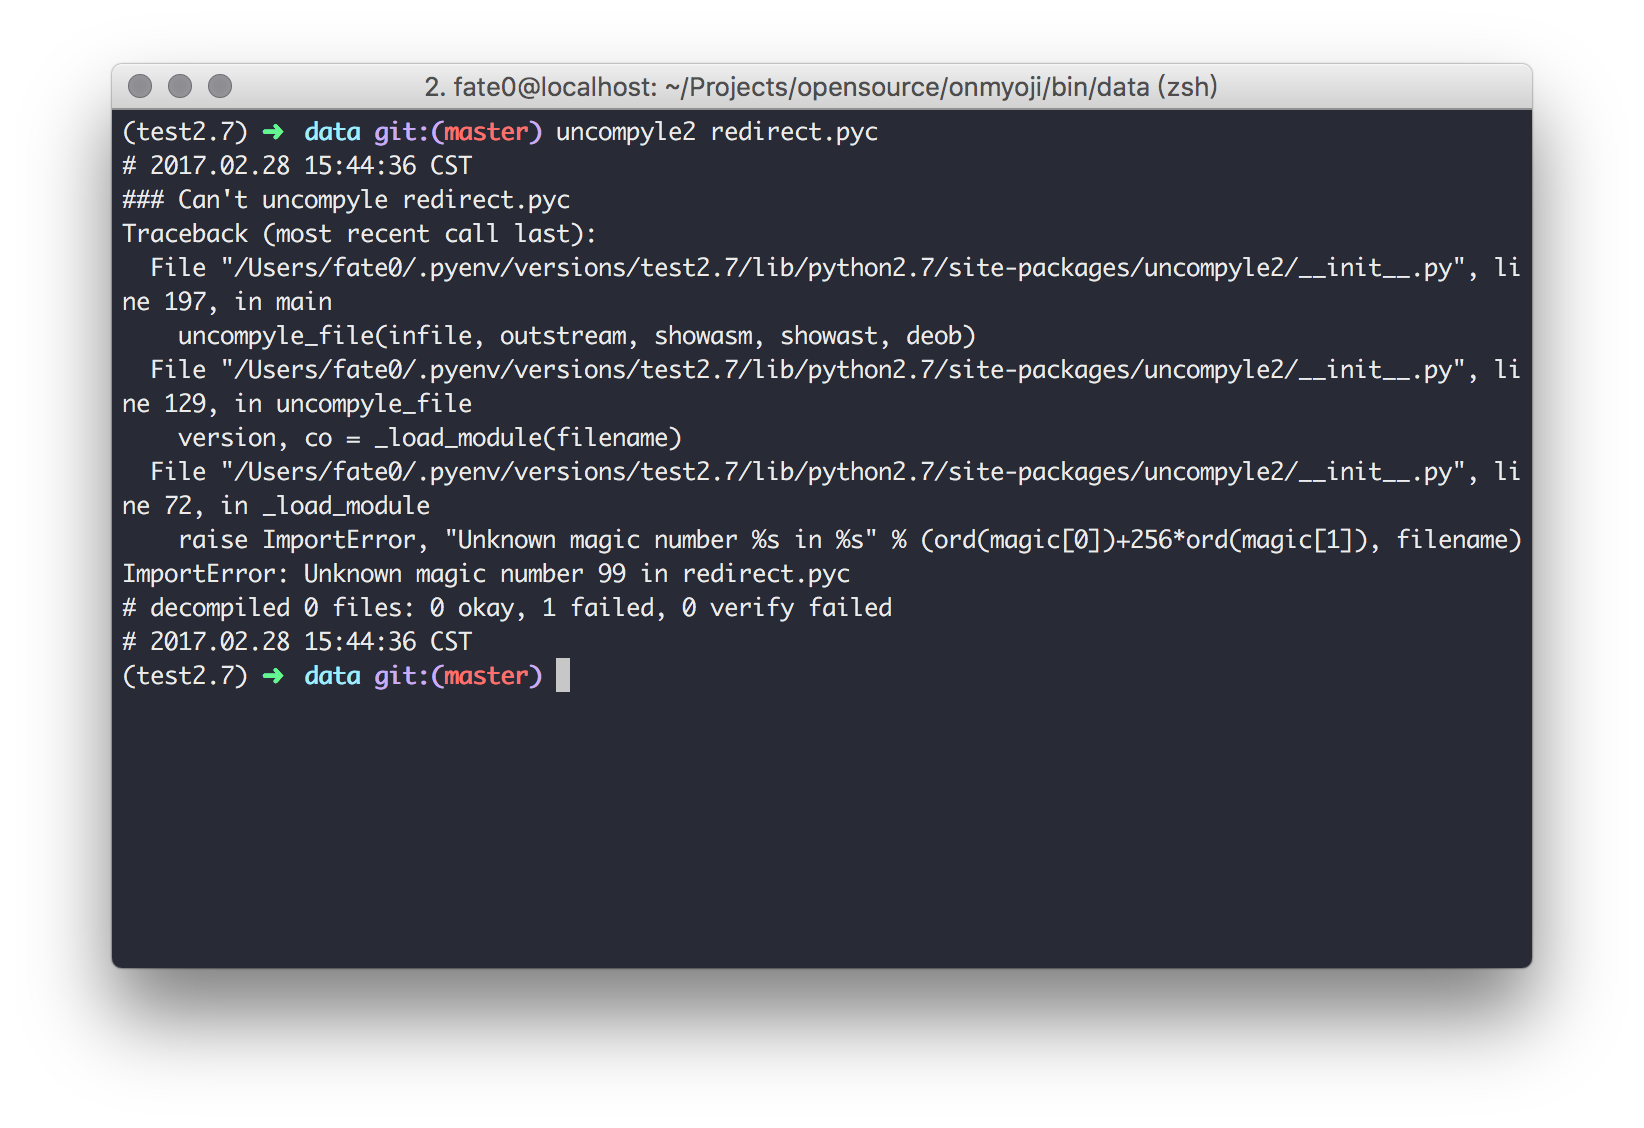 2. fate0@localhost: ~/Projects/opensource/onmyoji/bin/data (zsh)
(test2.7) ➜ data git:(master) uncompyle2 redirect.pyc
# 2017.02.28 15:44:36 CST
### Can't uncompyle redirect.pyc
Traceback (most recent call last):
  File "/Users/fate0/.pyenv/versions/test2.7/lib/python2.7/site-packages/uncompyle2/__init__.py", li
ne 197, in main
    uncompyle_file(infile, outstream, showasm, showast, deob)
  File "/Users/fate0/.pyenv/versions/test2.7/lib/python2.7/site-packages/uncompyle2/__init__.py", li
ne 129, in uncompyle_file
    version, co = _load_module(filename)
  File "/Users/fate0/.pyenv/versions/test2.7/lib/python2.7/site-packages/uncompyle2/__init__.py", li
ne 72, in _load_module
    raise ImportError, "Unknown magic number %s in %s" % (ord(magic[0])+256*ord(magic[1]), filename)
ImportError: Unknown magic number 99 in redirect.pyc
# decompiled 0 files: 0 okay, 1 failed, 0 verify failed
# 2017.02.28 15:44:36 CST
(test2.7) ➜ data git:(master)